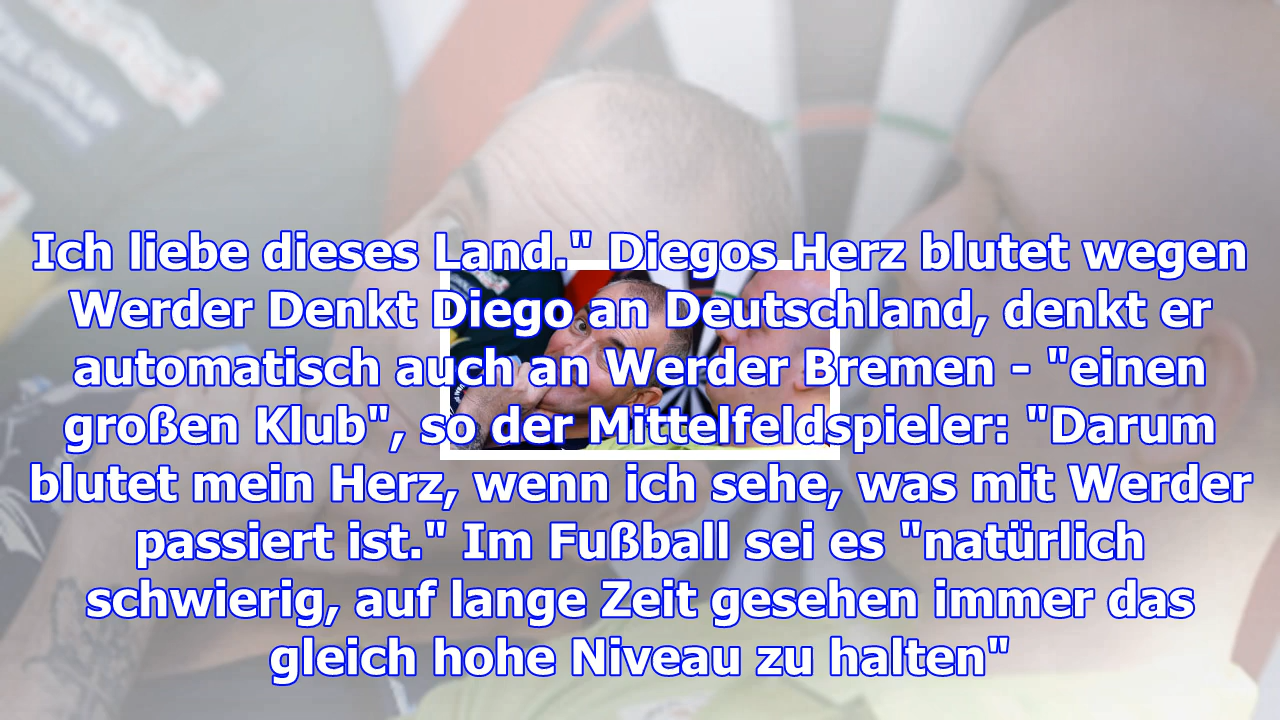 Ich liebe dieses Land." Diegos Herz blutet wegen
Werder Denkt Diego an Deutschland, denkt er
automatisch auch an Werder Bremen - "einen
großen Klub", so der Mittelfeldspieler: "Darum
blutet mein Herz, wenn ich sehe, was mit Werder
passiert ist." Im Fußball sei es "natürlich
schwierig, auf lange Zeit gesehen immer das
gleich hohe Niveau zu halten"